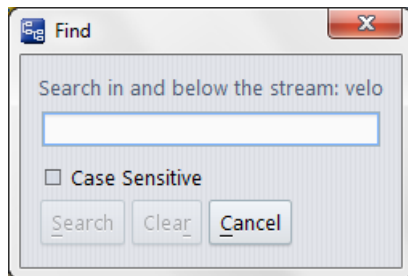 Find
Search in and below the stream: velo
Case Sensitive
Search Clear Cancel